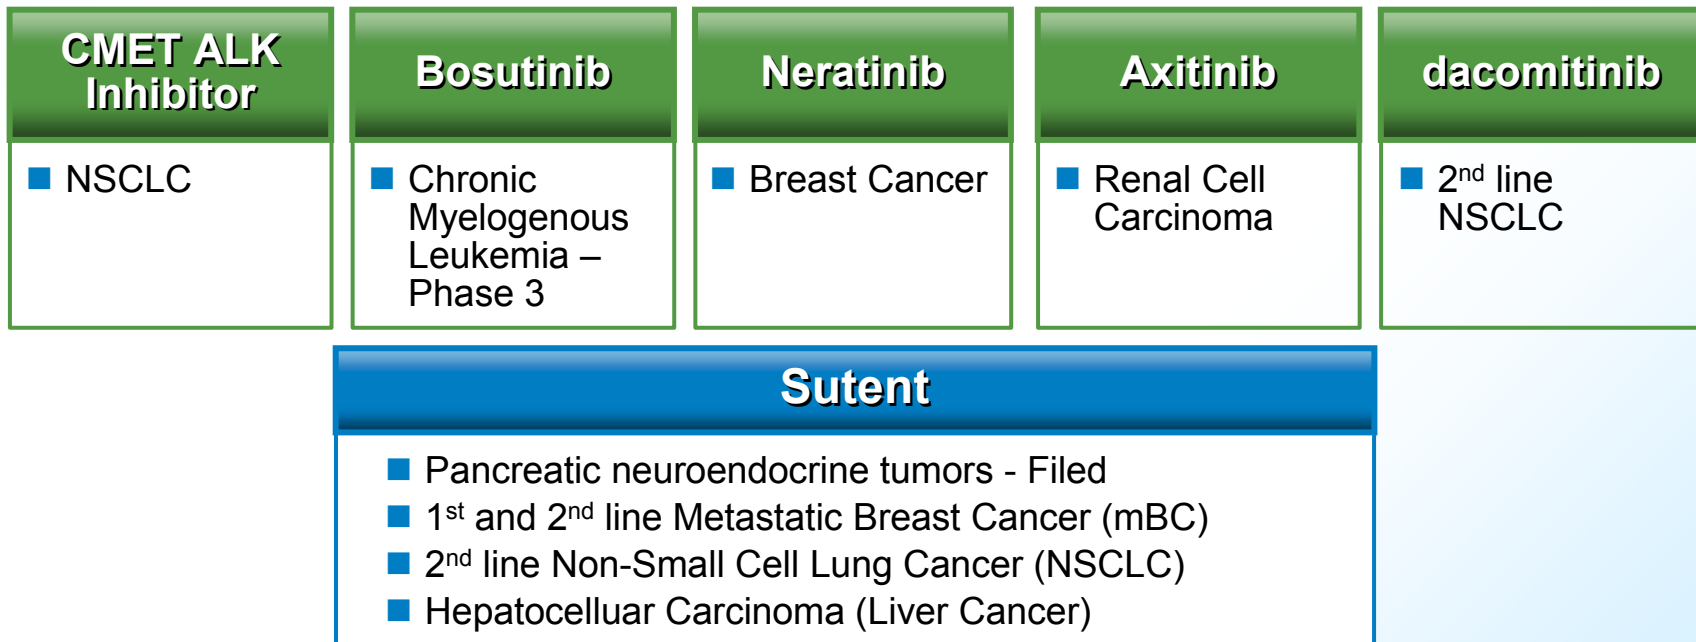 CMET ALK
Inhibitor
NSCLC
Bosutinib
Chronic
Myelogenous
Leukemia –
Phase 3
Neratinib
Breast Cancer
Axitinib
Renal Cell
Carcinoma
dacomitinib
2nd line
NSCLC
Sutent
Pancreatic neuroendocrine tumors - Filed
1st and 2nd line Metastatic Breast Cancer (mBC)
2nd line Non-Small Cell Lung Cancer (NSCLC)
Hepatocelluar Carcinoma (Liver Cancer)